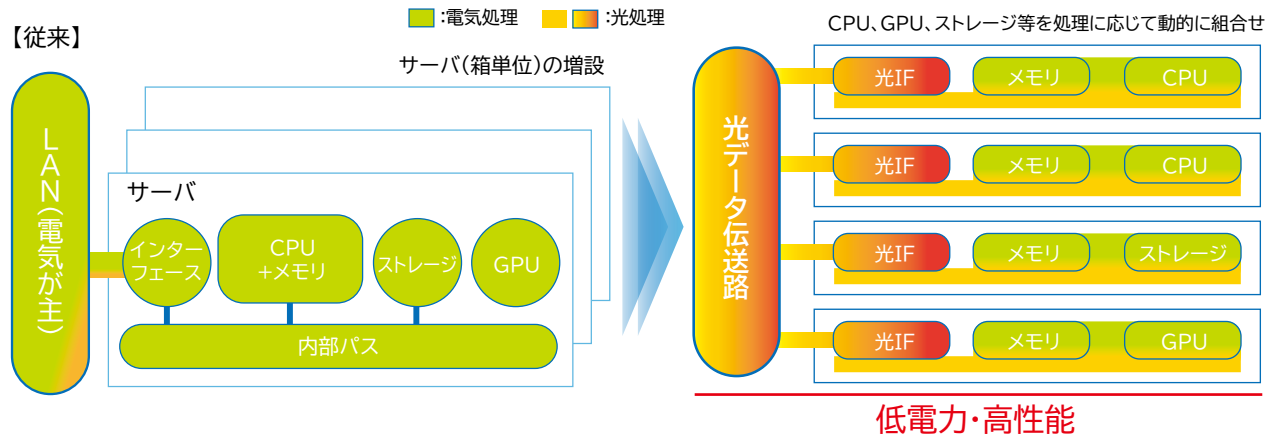 :電気処理
:光処理
【従来】
サーバ(箱単位)の増設
LAN(電気が主)
サーバ
インター
フェース
CPU
+メモリ
ストレージ
GPU
内部パス
CPU、GPU、ストレージ等を処理に応じて動的に組合せ
光データ伝送路
光IF
メモリ
CPU
光IF
メモリ
CPU
光IF
メモリ
ストレージ
光IF
メモリ
GPU
低電力・高性能